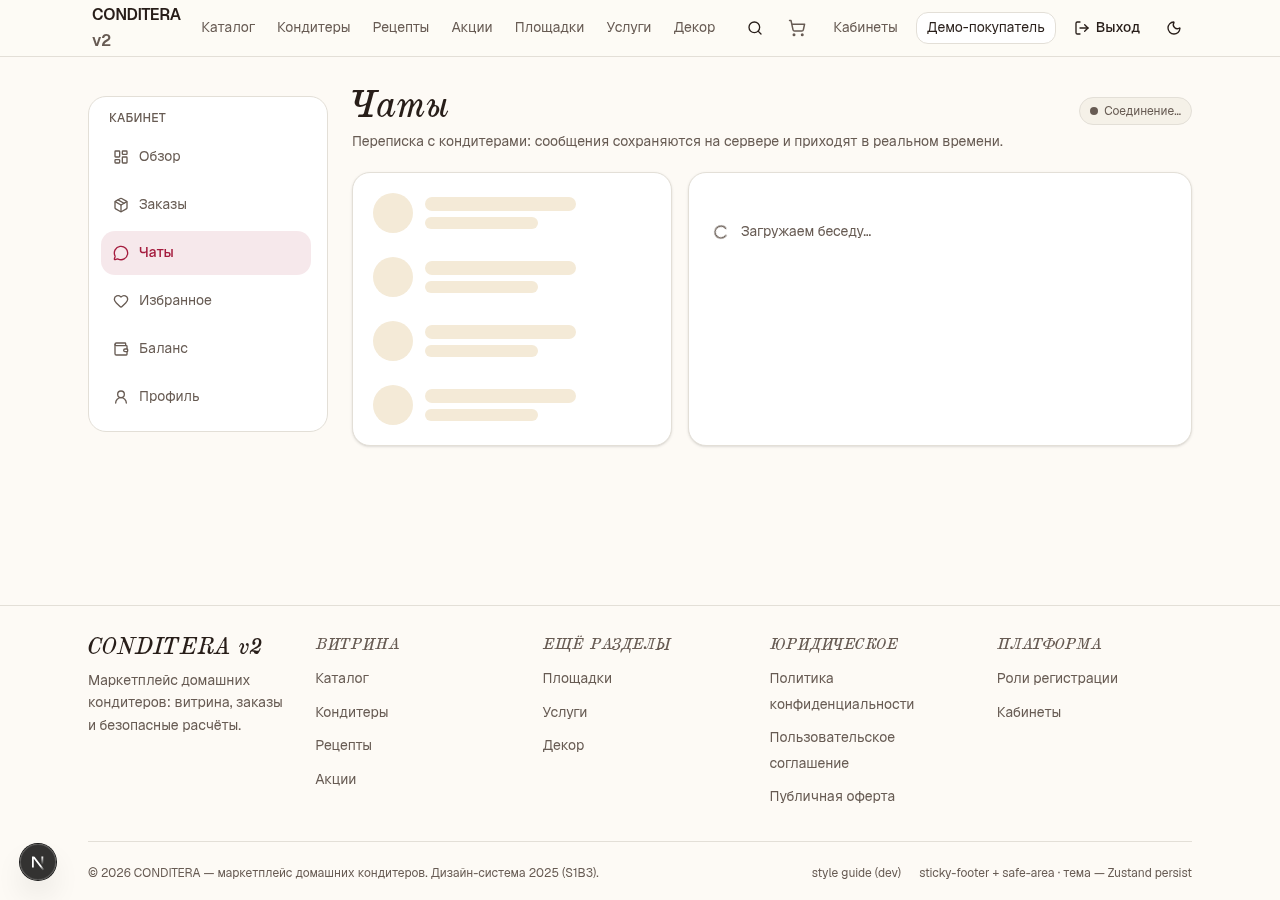 CONDITERA v2
Каталог Кондитеры Рецепты Акции Площадки Услуги Декор Кабинеты Демо-покупатель Выход
КАБИНЕТ
Обзор
Заказы
Чаты
Избранное
Баланс
Профиль
Чаты
Соединение…
Переписка с кондитерами: сообщения сохраняются на сервере и приходят в реальном времени.
Загружаем беседу…
CONDITERA v2
Маркетплейс домашних
кондитеров: витрина, заказы
и безопасные расчёты.
ВИТРИНА
Каталог
Кондитеры
Рецепты
Акции
ЕЩЁ РАЗДЕЛЫ
Площадки
Услуги
Декор
ЮРИДИЧЕСКОЕ
Политика
конфиденциальности
Пользовательское
соглашение
Публичная оферта
ПЛАТФОРМА
Роли регистрации
Кабинеты
© 2026 CONDITERA — маркетплейс домашних кондитеров. Дизайн-система 2025 (S1B3).
style guide (dev) sticky-footer + safe-area · тема — Zustand persist